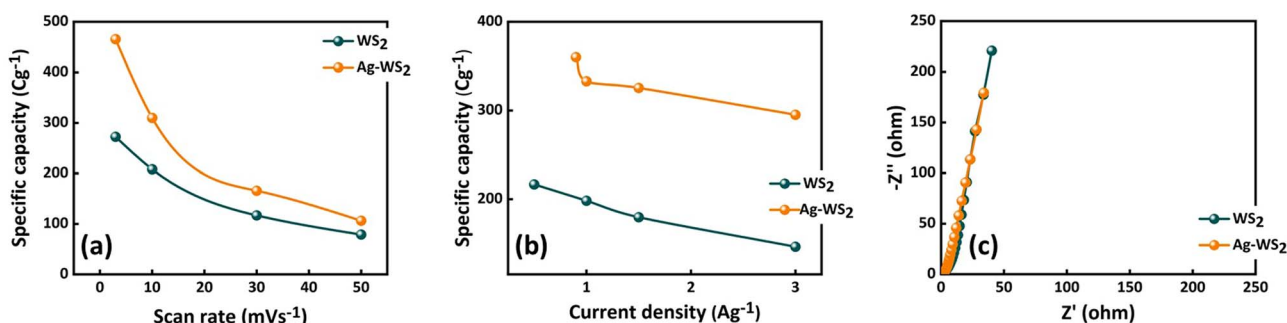 500
400
300
200
100
0
Specific capacity (Cg⁻¹)
WS₂
Ag-WS₂
(a)
0 10 20 30 40 50
Scan rate (mVs⁻¹)
400
300
200
Specific capacity (Cg⁻¹)
WS₂
Ag-WS₂
(b)
1 2 3
Current density (Ag⁻¹)
250
200
150
100
50
0
-Z'' (ohm)
WS₂
Ag-WS₂
(c)
0 50 100 150 200 250
Z' (ohm)